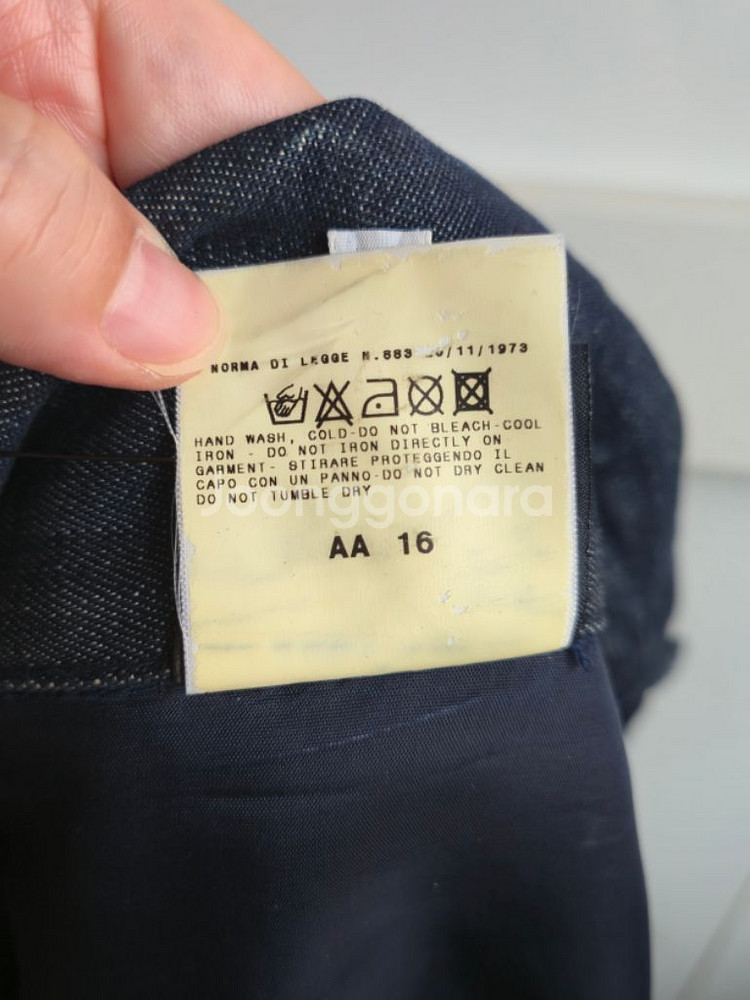 NORMA DI LEGGE N.883 /11/1973
HAND WASH, COLD-DO NOT BLEACH-COOL
IRON - DO NOT IRON DIRECTLY ON
GARMENT- STIRARE PROTEGGENDO IL
CAPO CON UN PANNO-DO NOT DRY CLEAN
DO NOT TUMBLE DRY
Joonggonara
AA 16